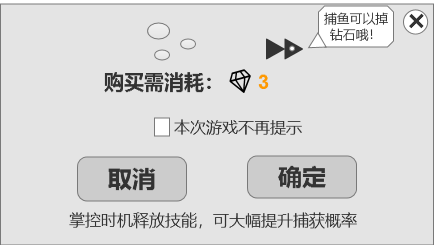 捕鱼可以掉
钻石哦！
购买需消耗： 3
本次游戏不再提示
取消 确定
掌控时机释放技能，可大幅提升捕获概率